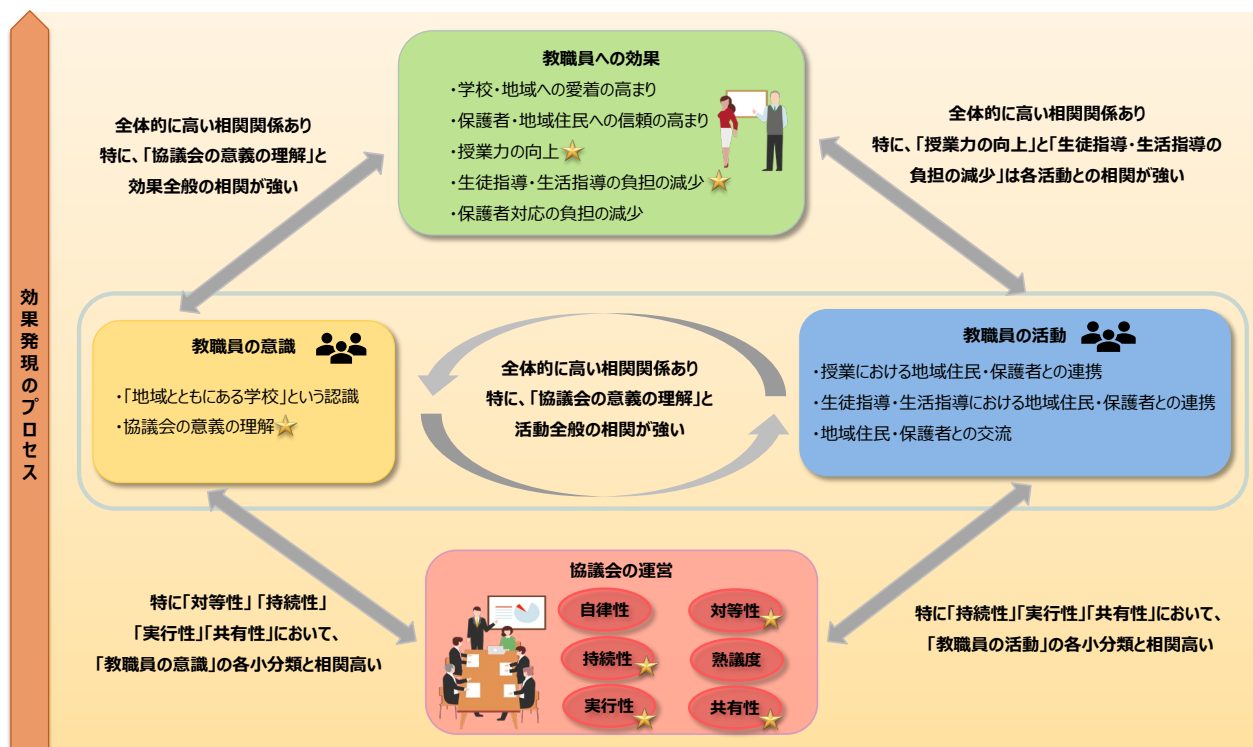 効果発現のプロセス
教職員への効果
・学校・地域への愛着の高まり
・保護者・地域住民への信頼の高まり
・授業力の向上
・生徒指導・生活指導の負担の減少
・保護者対応の負担の減少
全体的に高い相関関係あり
特に、「協議会の意義の理解」と
効果全般の相関が強い
全体的に高い相関関係あり
特に、「授業力の向上」と「生徒指導・生活指導の
負担の減少」は各活動との相関が強い
教職員の意識
・「地域とともにある学校」という認識
・協議会の意義の理解
全体的に高い相関関係あり
特に、「協議会の意義の理解」と
活動全般の相関が強い
教職員の活動
・授業における地域住民・保護者との連携
・生徒指導・生活指導における地域住民・保護者との連携
・地域住民・保護者との交流
特に「対等性」「持続性」
「実行性」「共有性」において、
「教職員の意識」の各小分類と相関高い
協議会の運営
自律性
対等性
持続性
熟議度
実行性
共有性
特に「持続性」「実行性」「共有性」において、
「教職員の活動」の各小分類と相関高い